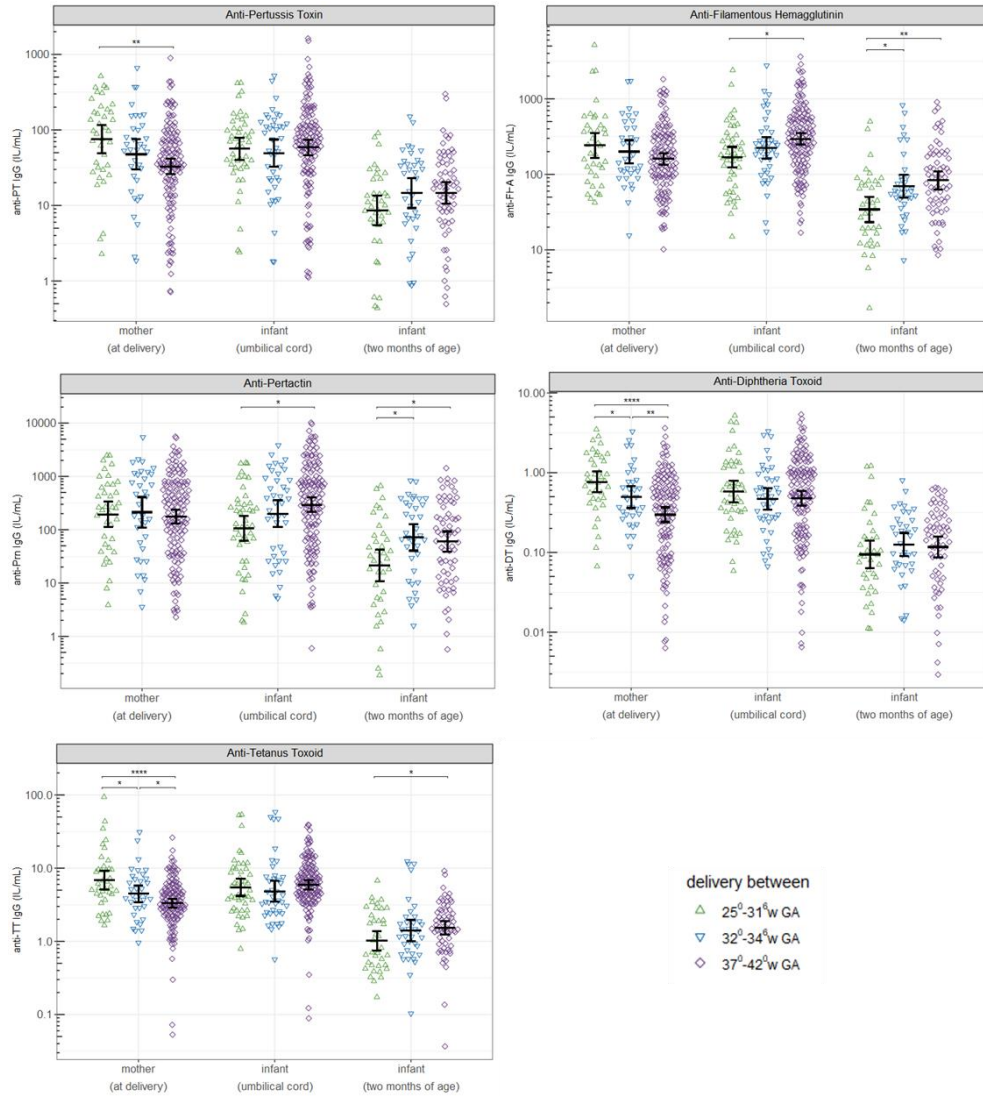 Anti-Pertussis Toxin
**
1000
100
10
1
anti-PT IgG (IL/mL)
mother
(at delivery)
infant
(umbilical cord)
infant
(two months of age)
Anti-Filamentous Hemagglutinin
*
**
*
1000
100
10
anti-FHA IgG (IL/mL)
mother
(at delivery)
infant
(umbilical cord)
infant
(two months of age)
Anti-Pertactin
*
*
*
10000
1000
100
10
1
anti-Prn IgG (IL/mL)
mother
(at delivery)
infant
(umbilical cord)
infant
(two months of age)
Anti-Diphtheria Toxoid
****
* **
10.00
1.00
0.10
0.01
anti-DT IgG (IL/mL)
mother
(at delivery)
infant
(umbilical cord)
infant
(two months of age)
Anti-Tetanus Toxoid
****
* *
*
100.0
10.0
1.0
0.1
anti-TT IgG (IL/mL)
mother
(at delivery)
infant
(umbilical cord)
infant
(two months of age)
delivery between
25⁰-31⁶w GA
32⁰-34⁶w GA
37⁰-42⁰w GA